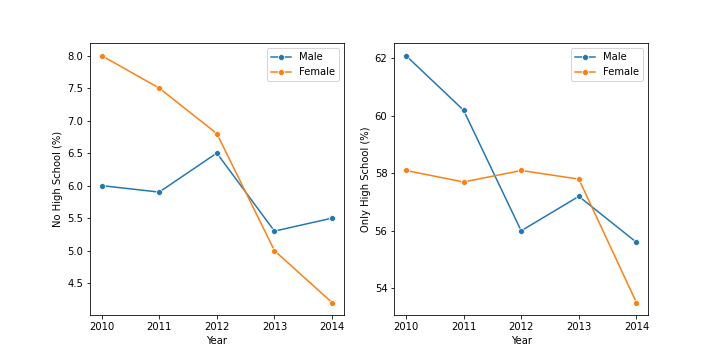 No High School (%)
8.0
7.5
7.0
6.5
6.0
5.5
5.0
4.5
2010 2011 2012 2013 2014
Year
Male
Female
Only High School (%)
62
60
58
56
54
2010 2011 2012 2013 2014
Year
Male
Female